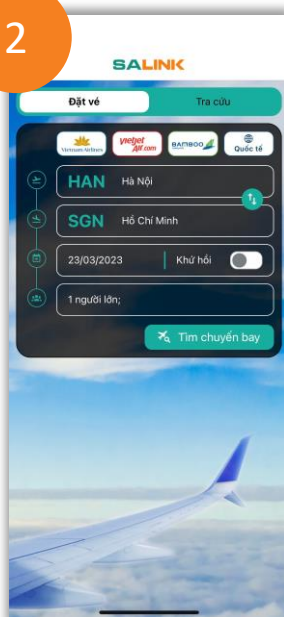 2
SALINK
Đặt vé
Tra cứu
Vietnam Airlines
vietjet Air.com
BAMBOO
Quốc tế
HAN Hà Nội
SGN Hồ Chí Minh
23/03/2023 Khứ hồi
1 người lớn;
Tìm chuyến bay